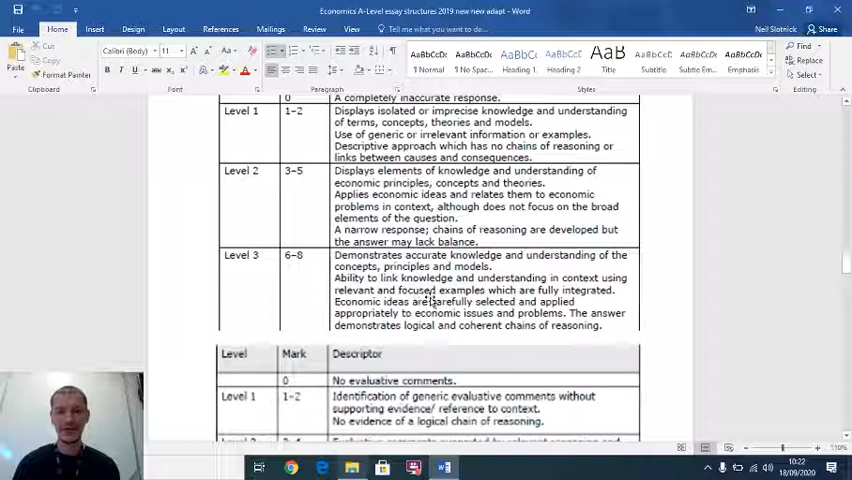 Economics A-Level essay structures 2019 new new adapt - Word
Neil Slotnick
File Home Insert Draw Design Layout References Mailings Review View Tell me what you want to do... Share
Paste
Cut
Copy
Format Painter
Clipboard
Calibri (Body) 11
B I U abc x₂ x²
Font
Paragraph
AaBbCcDc AaBbCcDc AaBbC AaBbCc AaB AaBbCcD AaBbCcD AaBbCcD
¶ Normal ¶ No Spac... Heading 1 Heading 2 Title Subtitle Subtle Em... Emphasis
Styles
Find
Replace
Select
Editing
0 A completely inaccurate response.
Level 1 1–2 Displays isolated or imprecise knowledge and understanding
of terms, concepts, theories and models.
Use of generic or irrelevant information or examples.
Descriptive approach which has no chains of reasoning or
links between causes and consequences.
Level 2 3–5 Displays elements of knowledge and understanding of
economic principles, concepts and theories.
Applies economic ideas and relates them to economic
problems in context, although does not focus on the broad
elements of the question.
A narrow response; chains of reasoning are developed but
the answer may lack balance.
Level 3 6–8 Demonstrates accurate knowledge and understanding of the
concepts, principles and models.
Ability to link knowledge and understanding in context using
relevant and focused examples which are fully integrated.
Economic ideas are carefully selected and applied
appropriately to economic issues and problems. The answer
demonstrates logical and coherent chains of reasoning.
Level Mark Descriptor
0 No evaluative comments.
Level 1 1–2 Identification of generic evaluative comments without
supporting evidence/ reference to context.
No evidence of a logical chain of reasoning.
110%
10:22
18/09/2020